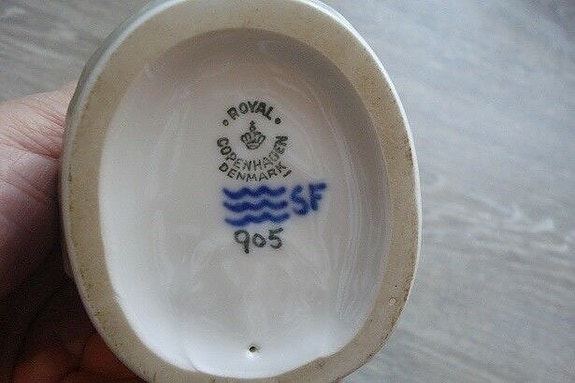 ROYAL
COPENHAGEN
DENMARK
SF
905